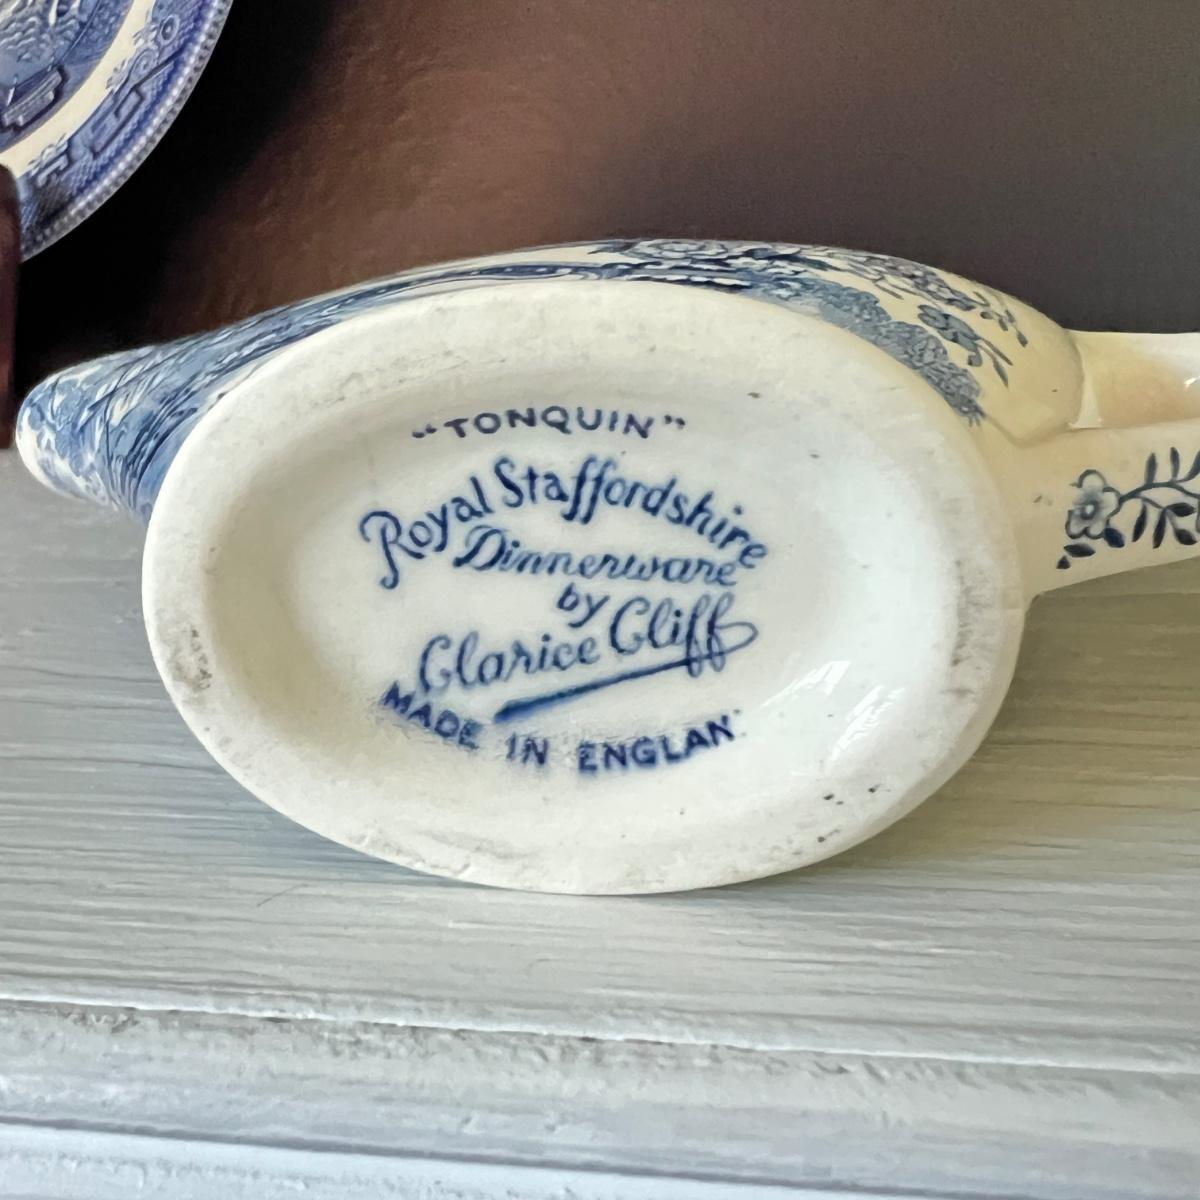 "TONQUIN"
Royal Staffordshire
Dinnerware
by
Clarice Cliff
MADE IN ENGLAN